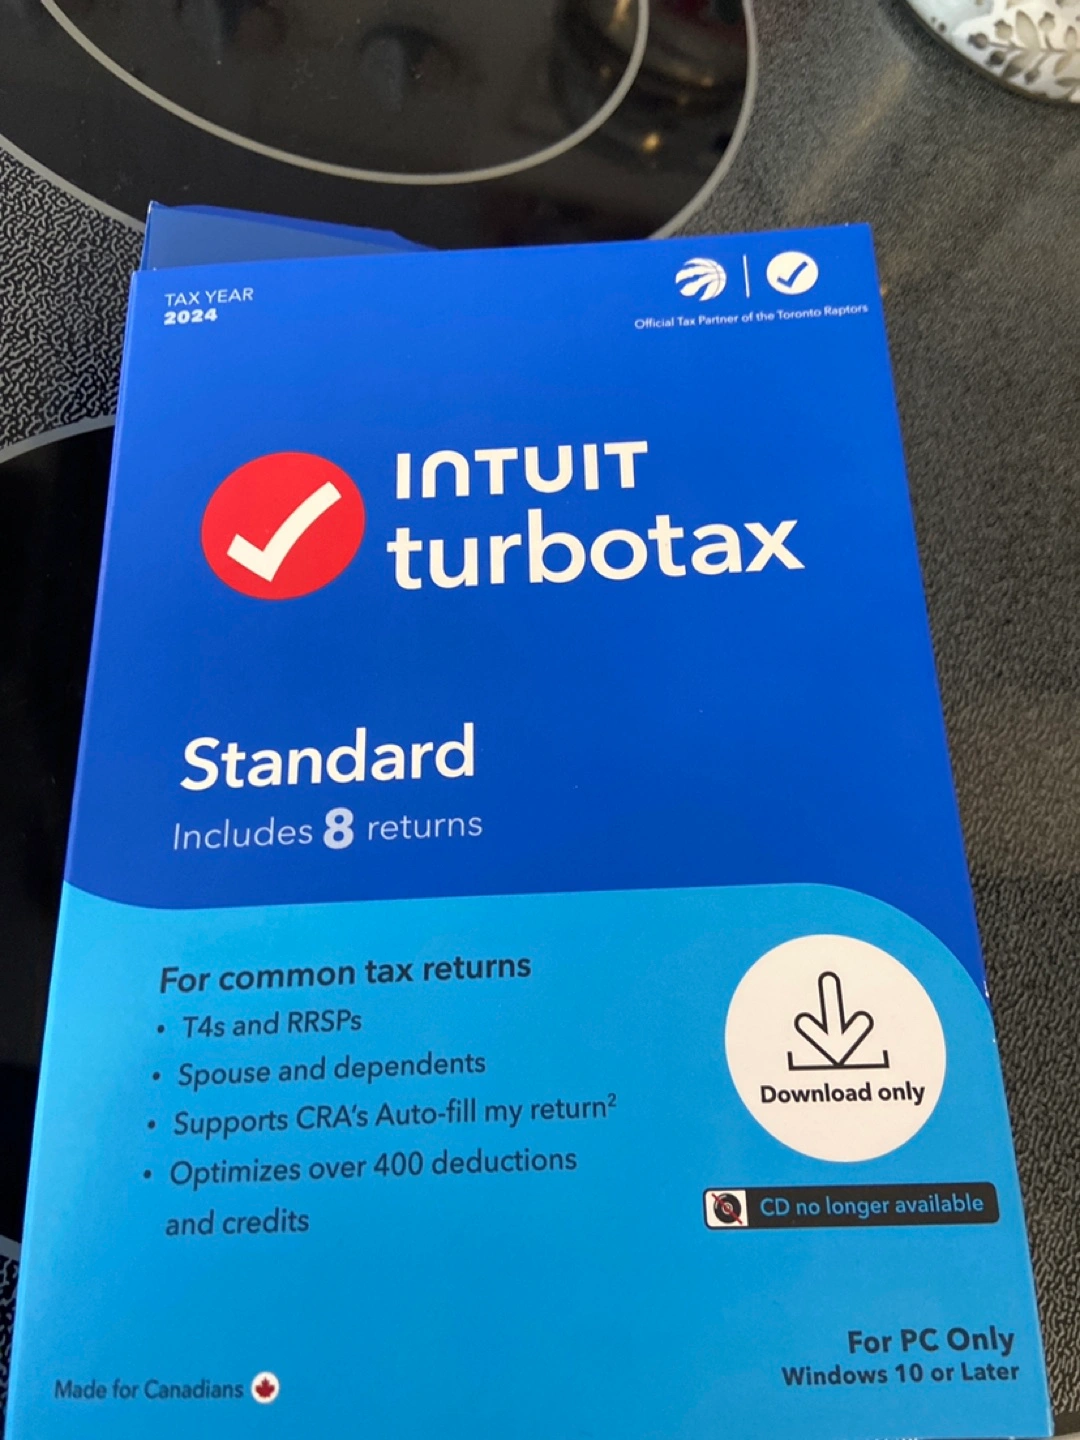 TAX YEAR
2024
Official Tax Partner of the Toronto Raptors
INTUIT
turbotax
Standard
Includes 8 returns
For common tax returns
• T4s and RRSPs
• Spouse and dependents
• Supports CRA's Auto-fill my return²
• Optimizes over 400 deductions
and credits
Download only
CD no longer available
For PC Only
Windows 10 or Later
Made for Canadians